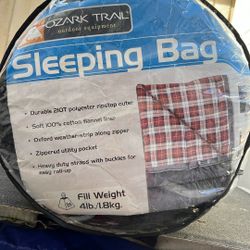 OZARK TRAIL
outdoor equipment
Sleeping Bag
• Durable 210T polyester ripstop outer
• Soft 100% cotton flannel liner
• Oxford weather-strip along zipper
• Zippered utility pocket
• Heavy duty straps with buckles for
easy roll-up
Fill Weight
4lb./1.8kg.